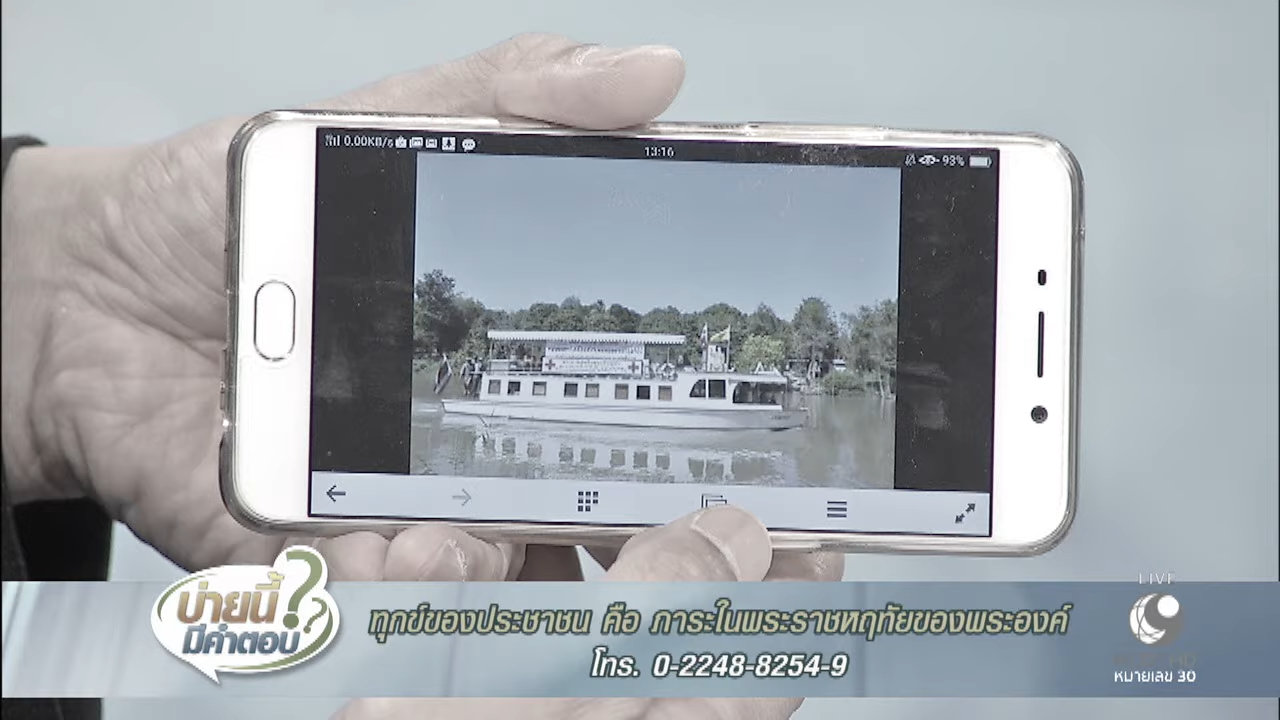 0.00KB/s
13:16
93%
บ่ายนี้
มีคำตอบ
?
ทุกข์ของประชาชน คือ ภาระในพระราชหฤทัยของพระองค์
โทร. 0-2248-8254-9
LIVE
หมายเลข 30